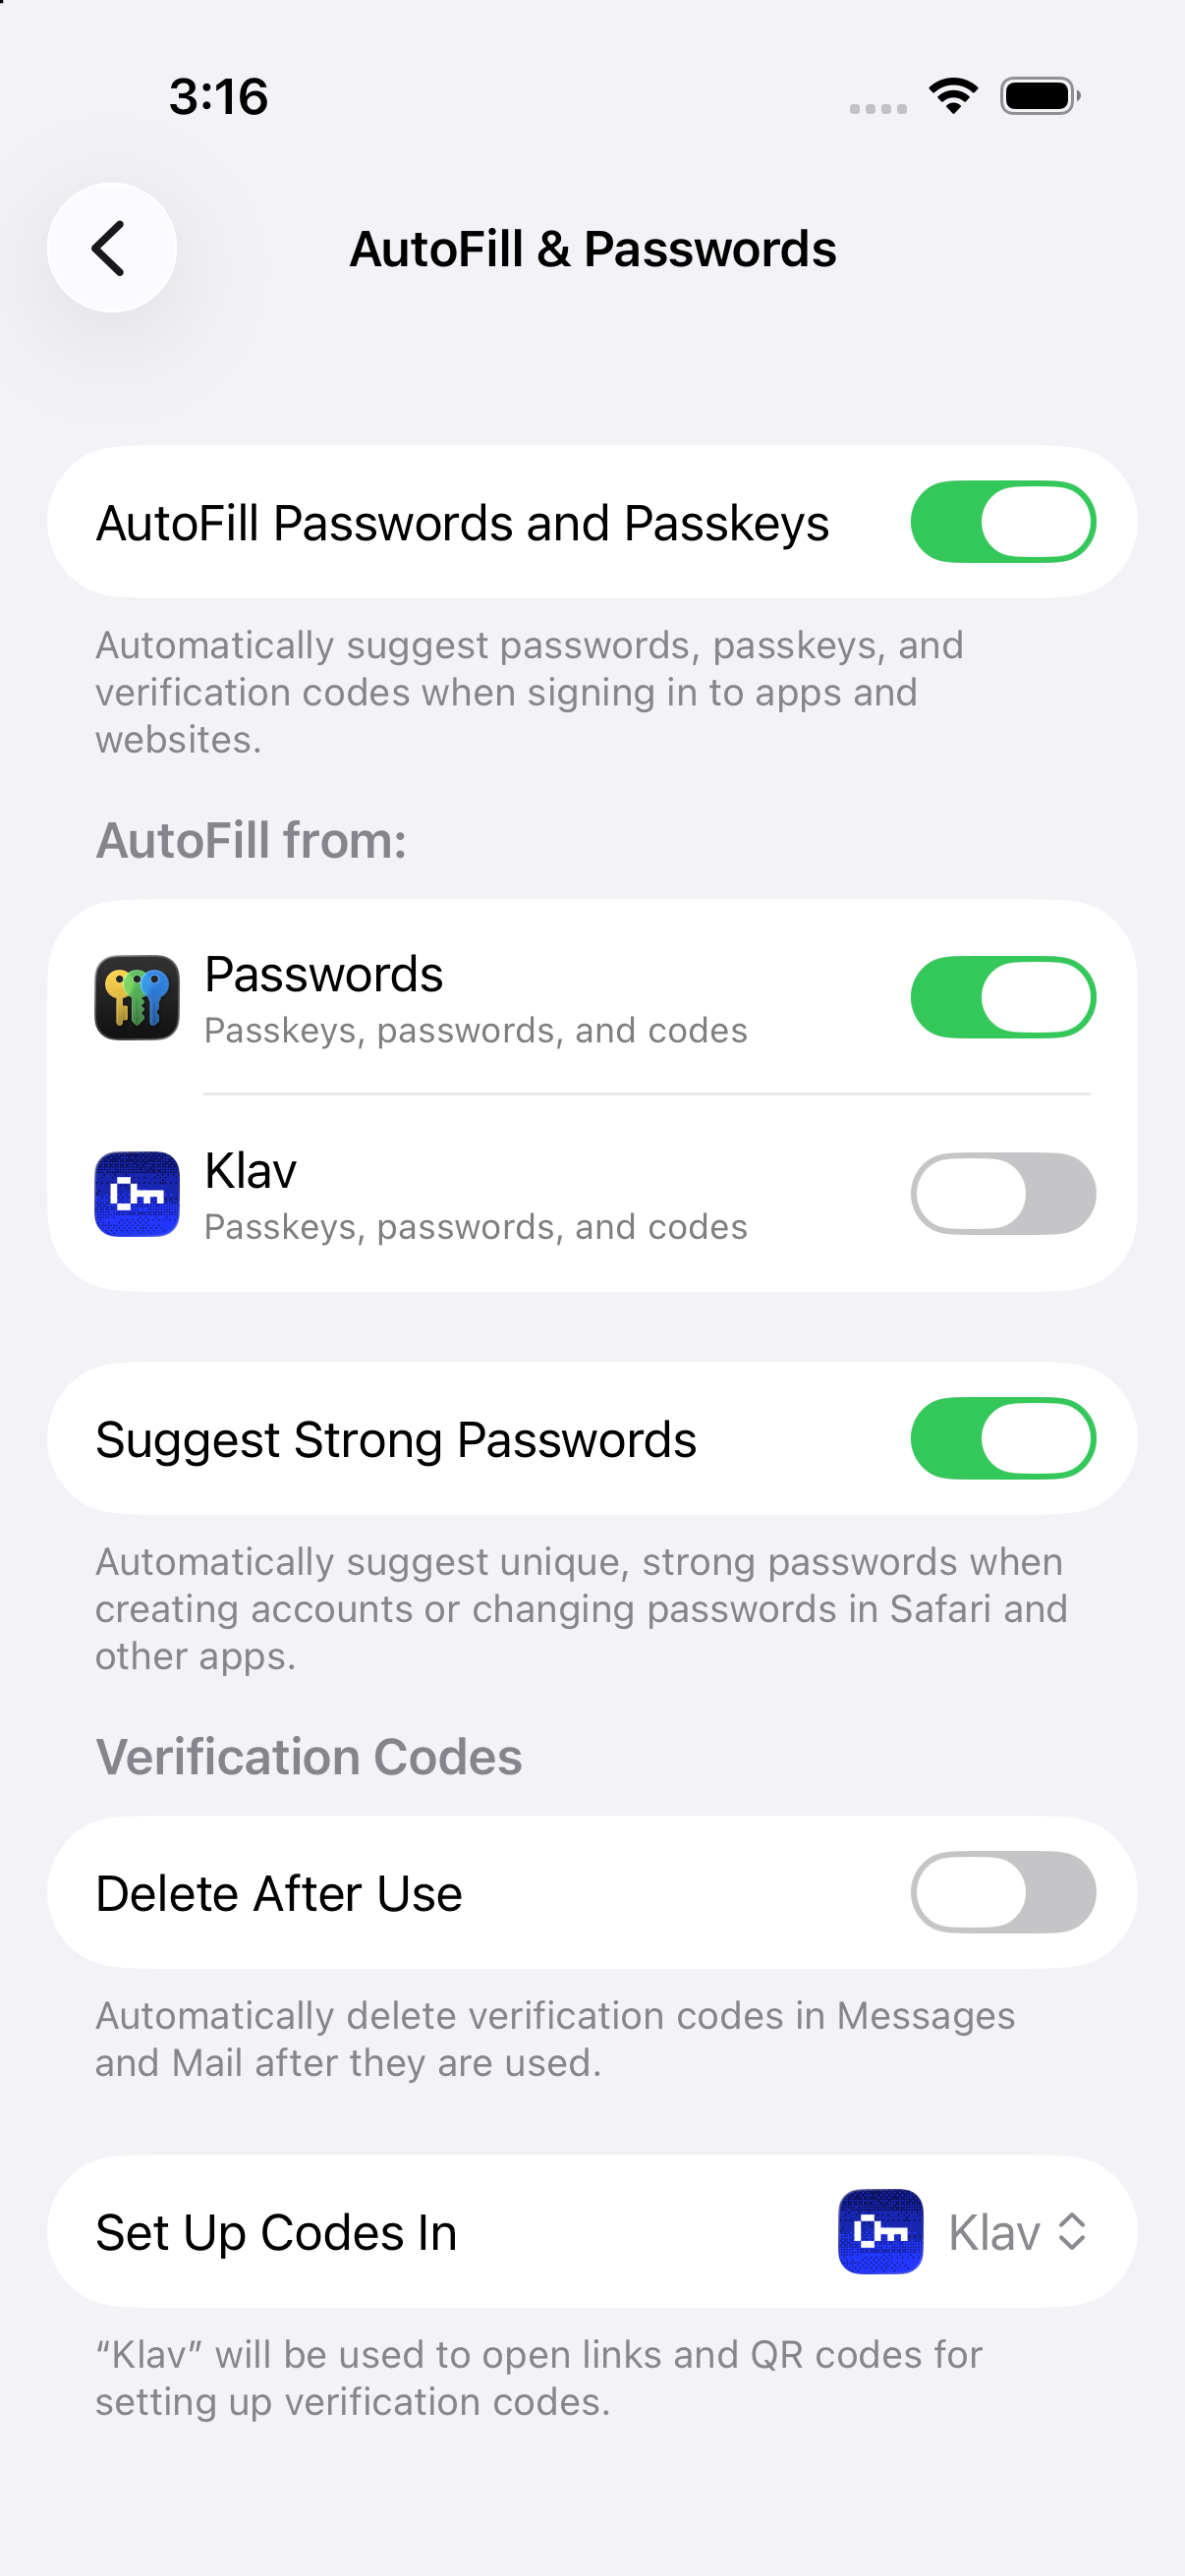 3:16
AutoFill & Passwords
AutoFill Passwords and Passkeys
Automatically suggest passwords, passkeys, and
verification codes when signing in to apps and
websites.
AutoFill from:
Passwords
Passkeys, passwords, and codes
Klav
Passkeys, passwords, and codes
Suggest Strong Passwords
Automatically suggest unique, strong passwords when
creating accounts or changing passwords in Safari and
other apps.
Verification Codes
Delete After Use
Automatically delete verification codes in Messages
and Mail after they are used.
Set Up Codes In Klav
“Klav” will be used to open links and QR codes for
setting up verification codes.